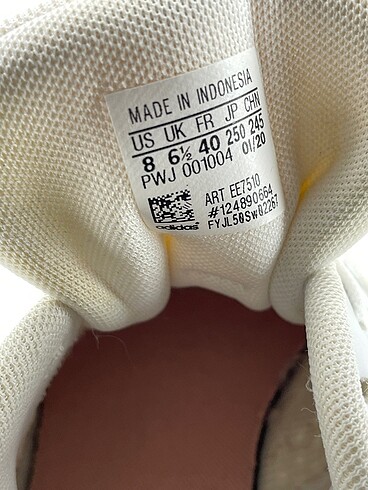 MADE IN INDONESIA
US UK FR JP CHN
8 6½ 40 250 245
PWJ 001004 01/20
ART EE7510
#124890664
FYJL50SW02267
adidas